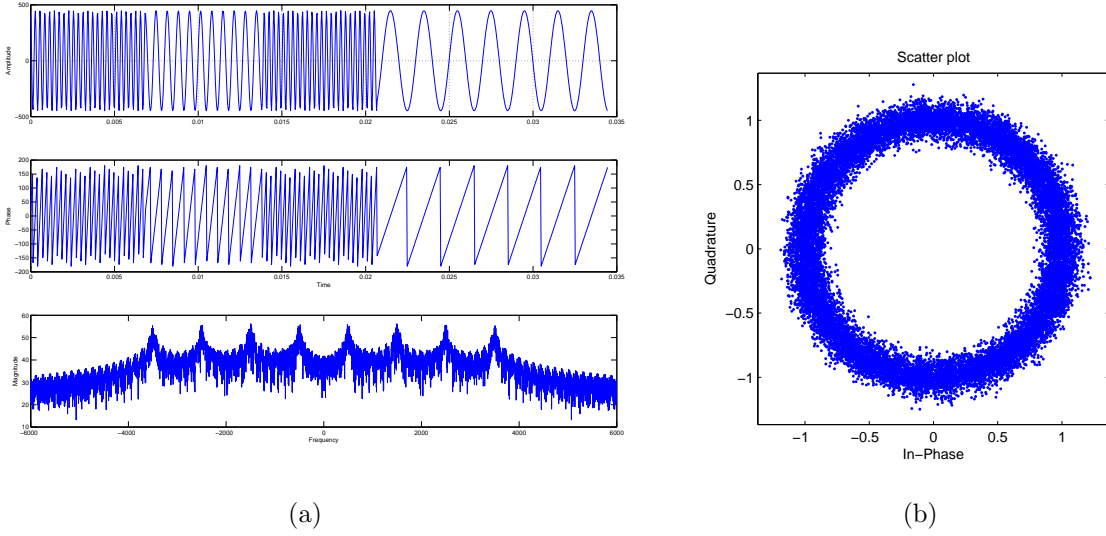 500
0
−500
Amplitude
0 0.005 0.01 0.015 0.02 0.025 0.03 0.035
200
150
100
50
0
−50
−100
−150
−200
Phase
0 0.005 0.01 0.015 0.02 0.025 0.03 0.035
Time
60
50
40
30
20
10
Magnitude
−6000 −4000 −2000 0 2000 4000 6000
Frequency
(a)
Scatter plot
1
0.5
0
−0.5
−1
Quadrature
−1 −0.5 0 0.5 1
In−Phase
(b)